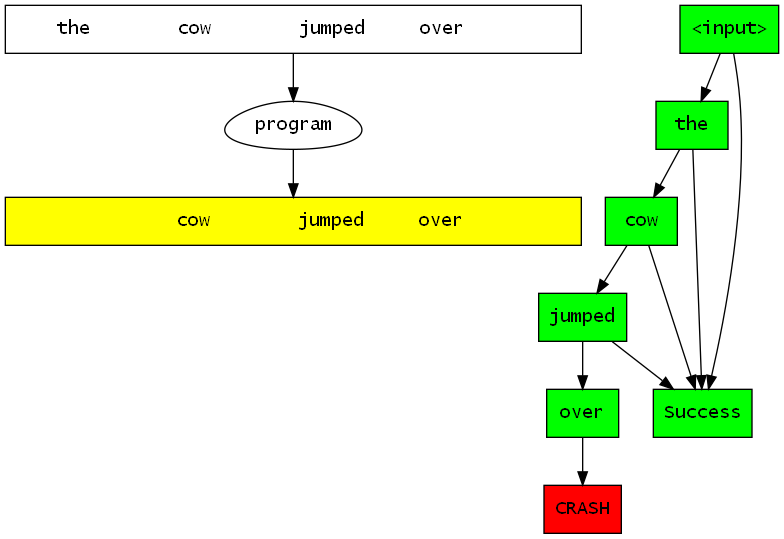 the cow jumped over
<input>
program
the
cow jumped over
cow
jumped
over
Success
CRASH